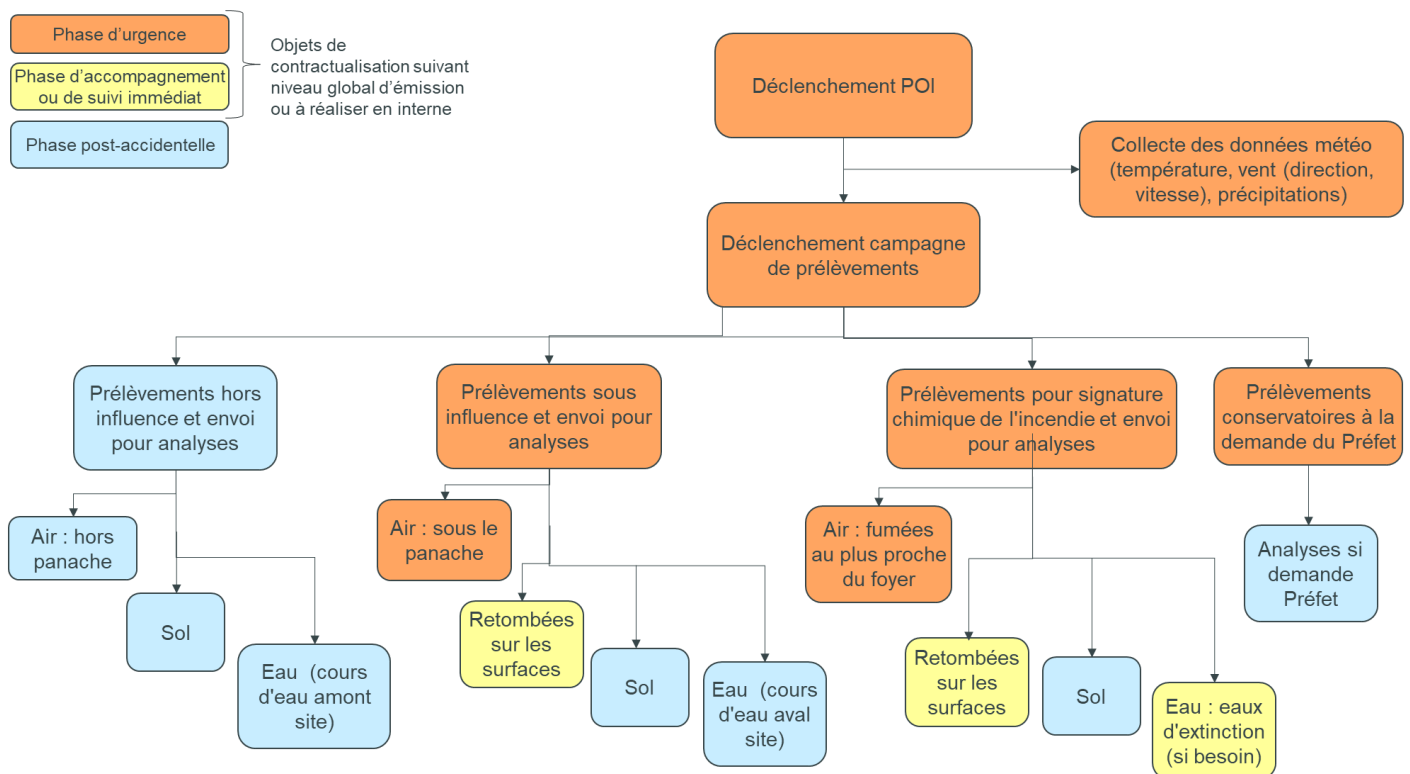 Phase d'urgence
Phase d'accompagnement
ou de suivi immédiat
Phase post-accidentelle
Objets de
contractualisation suivant
niveau global d'émission
ou à réaliser en interne
Déclenchement POI
Collecte des données météo
(température, vent (direction,
vitesse), précipitations)
Déclenchement campagne
de prélèvements
Prélèvements hors
influence et envoi
pour analyses
Prélèvements sous
influence et envoi pour
analyses
Prélèvements pour signature
chimique de l'incendie et envoi
pour analyses
Prélèvements
conservatoires à la
demande du Préfet
Air : hors
panache
Sol
Eau (cours
d'eau amont
site)
Air : sous le
panache
Retombées
sur les
surfaces
Sol
Eau (cours
d'eau aval
site)
Air : fumées
au plus proche
du foyer
Retombées
sur les
surfaces
Sol
Eau : eaux
d'extinction
(si besoin)
Analyses si
demande
Préfet